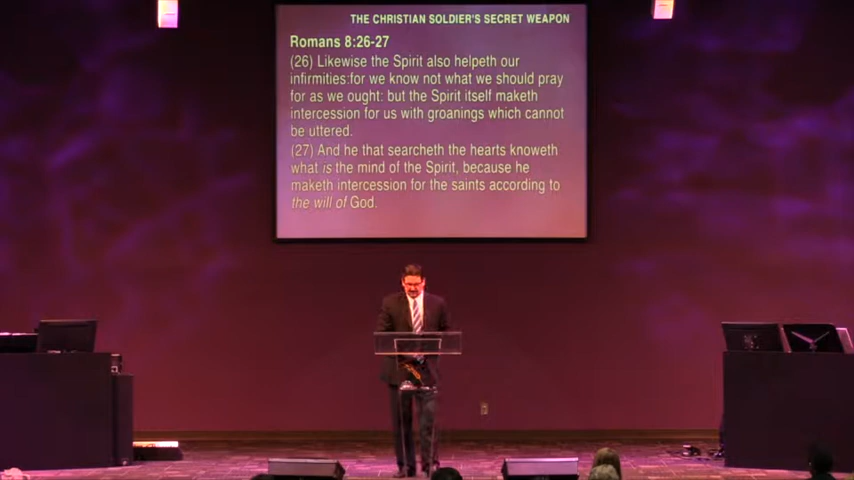 THE CHRISTIAN SOLDIER'S SECRET WEAPON
Romans 8:26-27
(26) Likewise the Spirit also helpeth our
infirmities:for we know not what we should pray
for as we ought: but the Spirit itself maketh
intercession for us with groanings which cannot
be uttered.
(27) And he that searcheth the hearts knoweth
what is the mind of the Spirit, because he
maketh intercession for the saints according to
the will of God.